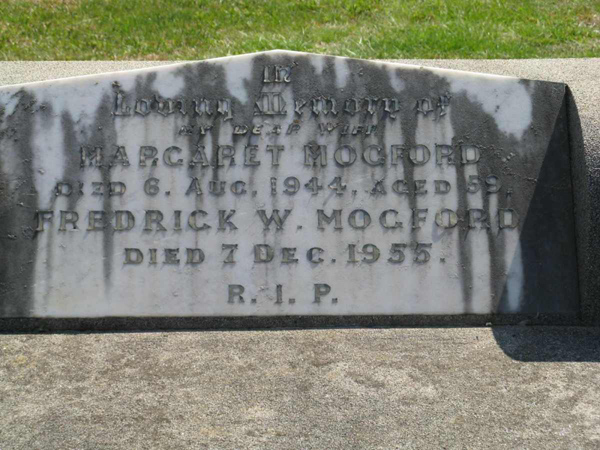 In
Loving Memory of
MY DEAR WIFE
MARGARET MOGFORD
DIED 6. AUG. 1944, AGED 59.
FREDRICK W. MOGFORD
DIED 7 DEC. 1955.
R. I. P.